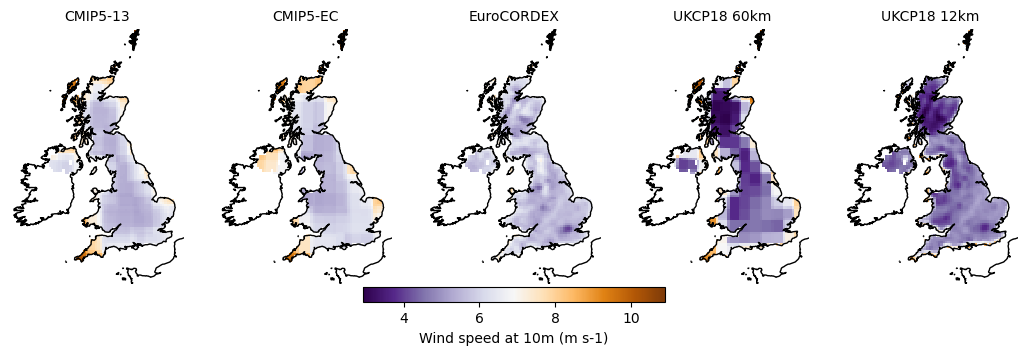 CMIP5-13 CMIP5-EC EuroCORDEX UKCP18 60km UKCP18 12km
4 6 8 10
Wind speed at 10m (m s-1)